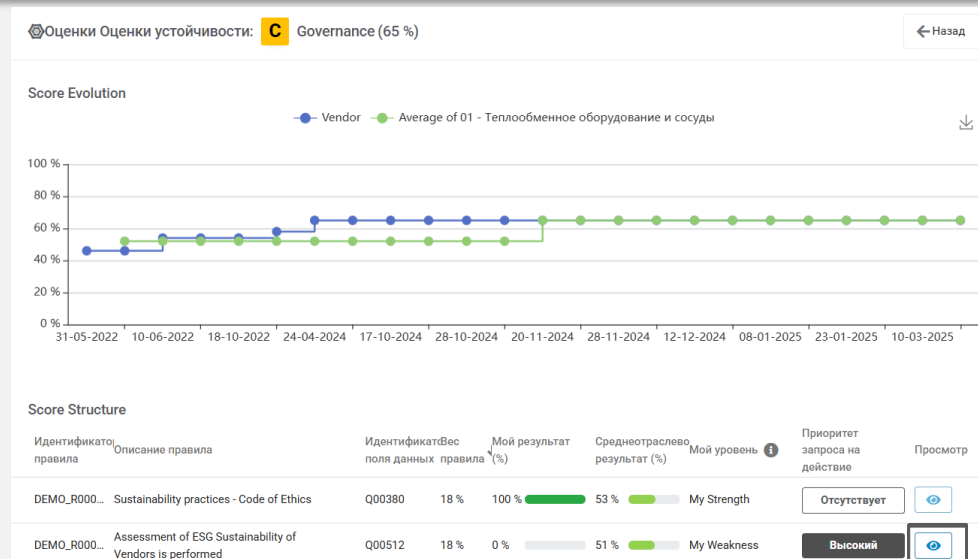 Оценки Оценки устойчивости: C Governance (65 %)
Назад
Score Evolution
Vendor Average of 01 - Теплообменное оборудование и сосуды
100 %
80 %
60 %
40 %
20 %
0 %
31-05-2022 10-06-2022 18-10-2022 24-04-2024 17-10-2024 28-10-2024 20-11-2024 28-11-2024 12-12-2024 08-01-2025 23-01-2025 10-03-2025
Score Structure
Идентификатор правила
Описание правила
Идентификат поля данных
Вес правила
Мой результат (%)
Среднеотраслево результат (%)
Мой уровень
Приоритет запроса на действие
Просмотр
DEMO_R000... Sustainability practices - Code of Ethics Q00380 18 % 100 % 53 % My Strength Отсутствует
DEMO_R000... Assessment of ESG Sustainability of Vendors is performed Q00512 18 % 0 % 51 % My Weakness Высокий